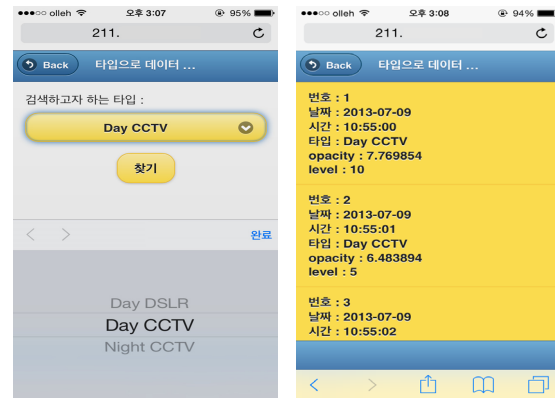 olleh 오후 3:07 95%
211.
Back 타입으로 데이터 ...
검색하고자 하는 타입 :
Day CCTV
찾기
완료
Day DSLR
Day CCTV
Night CCTV
olleh 오후 3:08 94%
211.
Back 타입으로 데이터 ...
번호 : 1
날짜 : 2013-07-09
시간 : 10:55:00
타입 : Day CCTV
opacity : 7.769854
level : 10
번호 : 2
날짜 : 2013-07-09
시간 : 10:55:01
타입 : Day CCTV
opacity : 6.483894
level : 5
번호 : 3
날짜 : 2013-07-09
시간 : 10:55:02